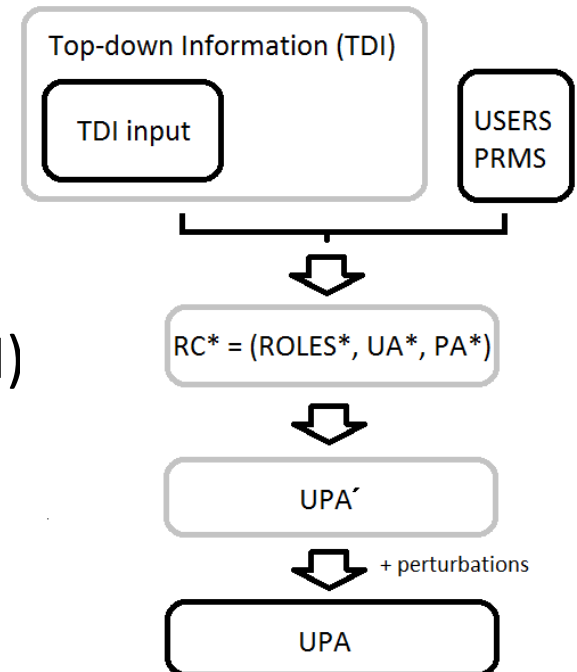 Top-down Information (TDI)
TDI input
USERS
PRMS
RC* = (ROLES*, UA*, PA*)
)
UPA´
+ perturbations
UPA